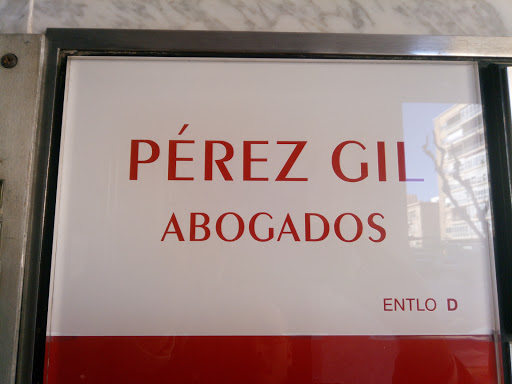 PÉREZ GIL
ABOGADOS
ENTLO D